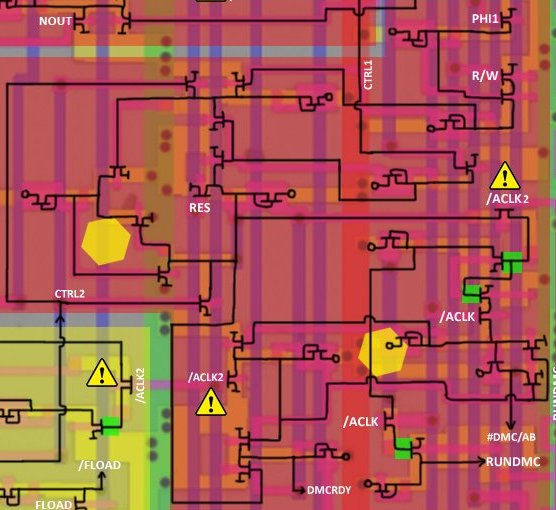 NOUT
PHI1
CTRL1
R/W
/ACLK2
RES
CTRL2
/ACLK
/ACLK2
/ACLK2
/ACLK
RUNDMC
#DMC/AB
RUNDMC
/FLOAD
DMCRDY
FLOAD